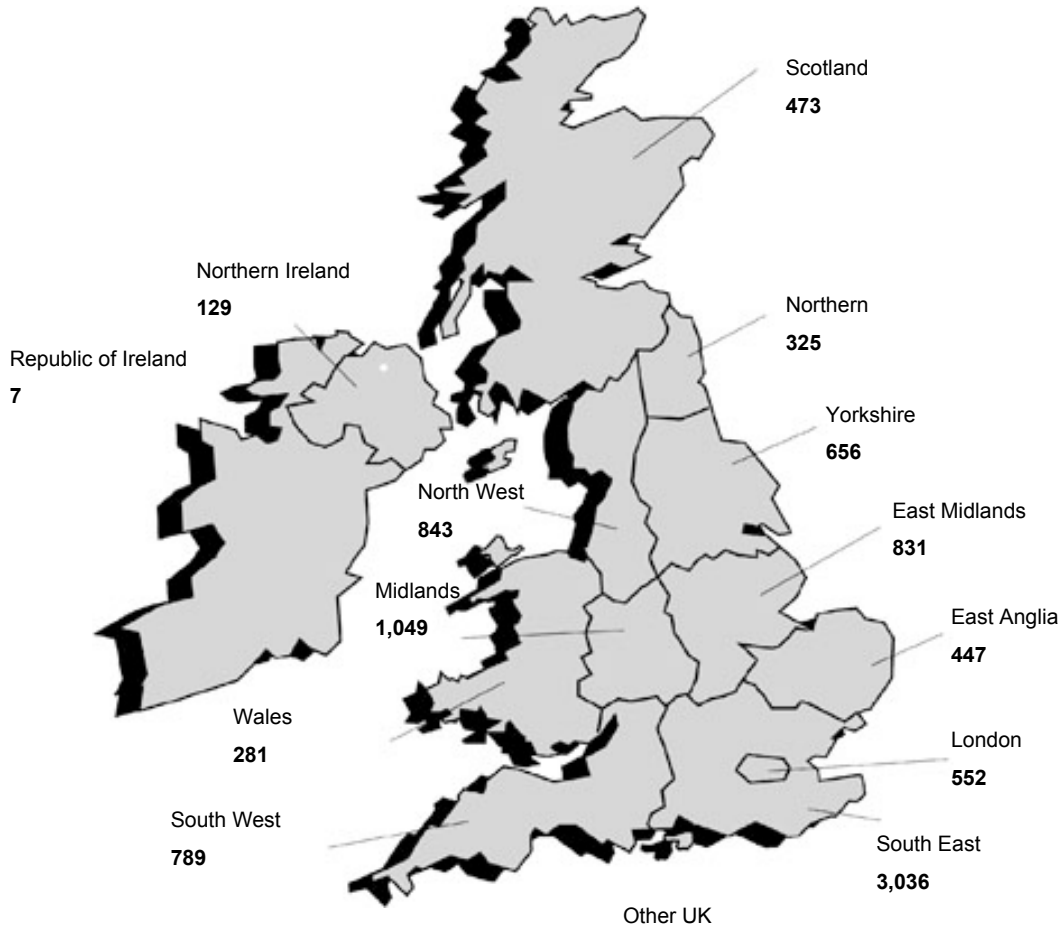 Scotland
473
Northern Ireland
129
Northern
325
Republic of Ireland
7
Yorkshire
656
North West
843
East Midlands
831
Midlands
1,049
East Anglia
447
Wales
281
London
552
South West
789
South East
3,036
Other UK